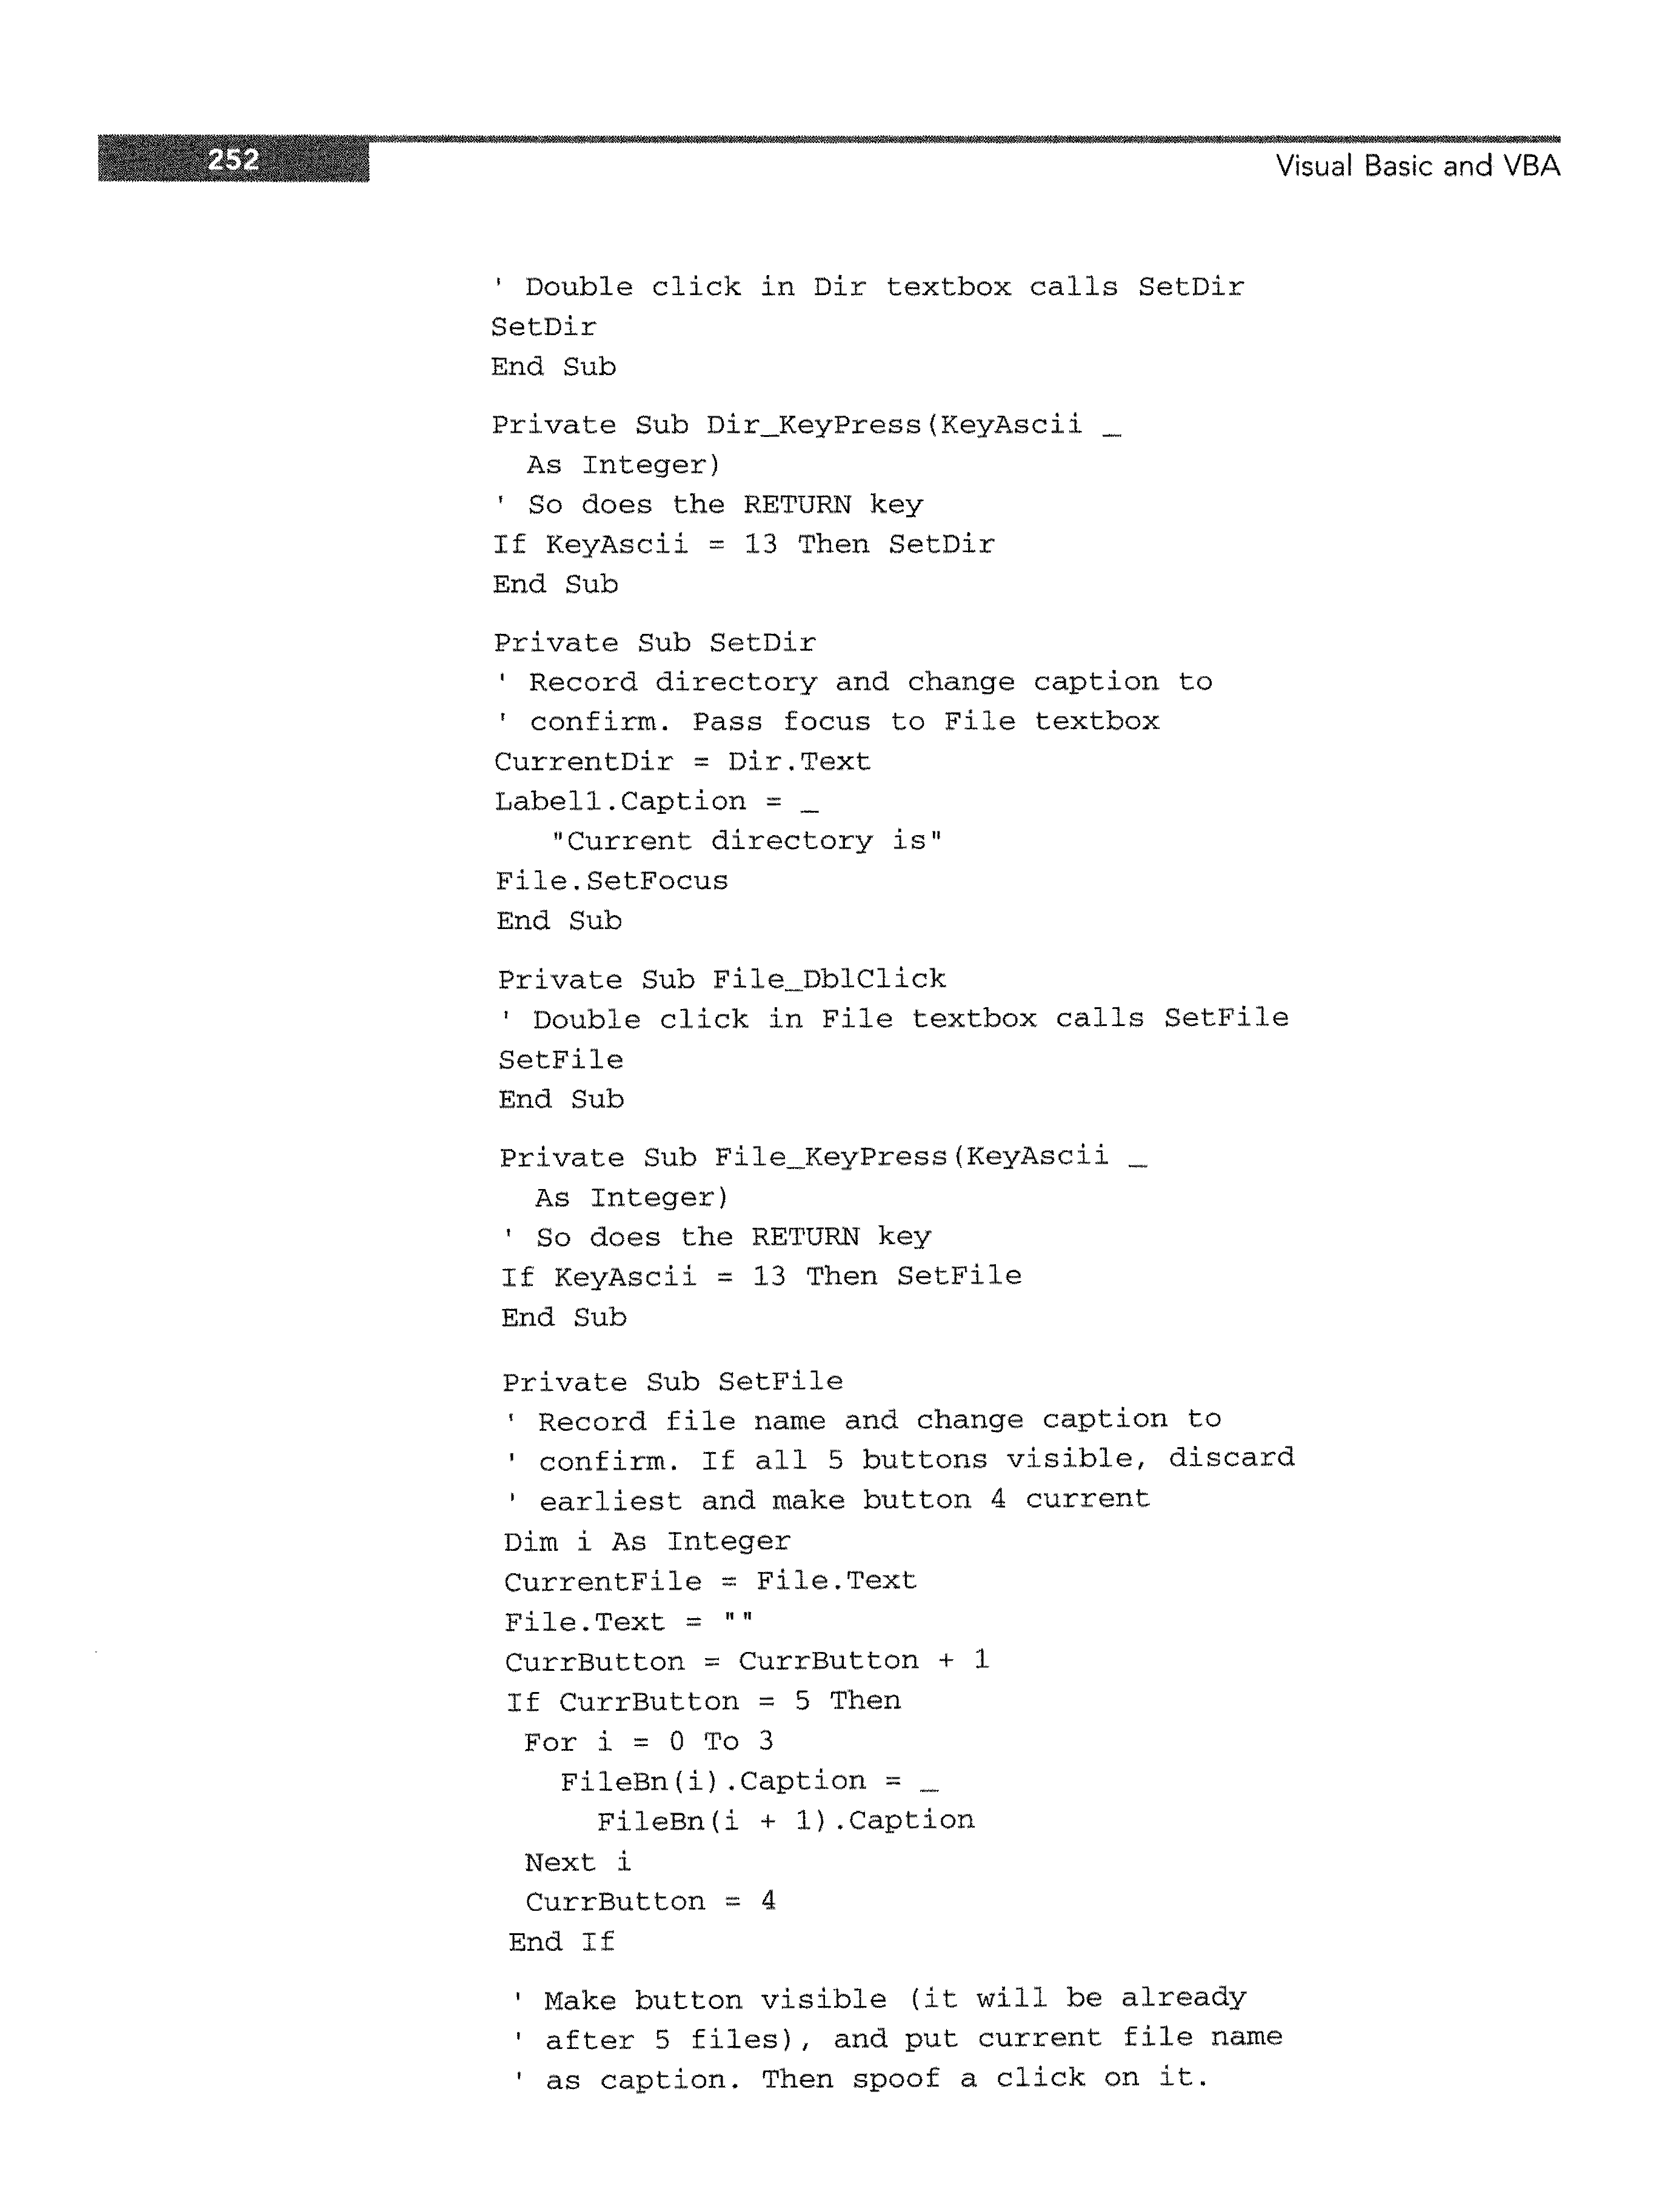 252
Visual Basic and VBA
' Double click in Dir textbox calls SetDir
SetDir
End Sub
Private Sub Dir_KeyPress(KeyAscii _
As Integer)
' So does the RETURN key
If KeyAscii = 13 Then SetDir
End Sub
Private Sub SetDir
' Record directory and change caption to
' confirm. Pass focus to File textbox
CurrentDir = Dir.Text
Label1.Caption = _
"Current directory is"
File.SetFocus
End Sub
Private Sub File_DblClick
' Double click in File textbox calls SetFile
SetFile
End Sub
Private Sub File_KeyPress(KeyAscii _
As Integer)
' So does the RETURN key
If KeyAscii = 13 Then SetFile
End Sub
Private Sub SetFile
' Record file name and change caption to
' confirm. If all 5 buttons visible, discard
' earliest and make button 4 current
Dim i As Integer
CurrentFile = File.Text
File.Text = ""
CurrButton = CurrButton + 1
If CurrButton = 5 Then
For i = 0 To 3
FileBn(i).Caption = _
FileBn(i + 1).Caption
Next i
CurrButton = 4
End If
' Make button visible (it will be already
' after 5 files), and put current file name
' as caption. Then spoof a click on it.